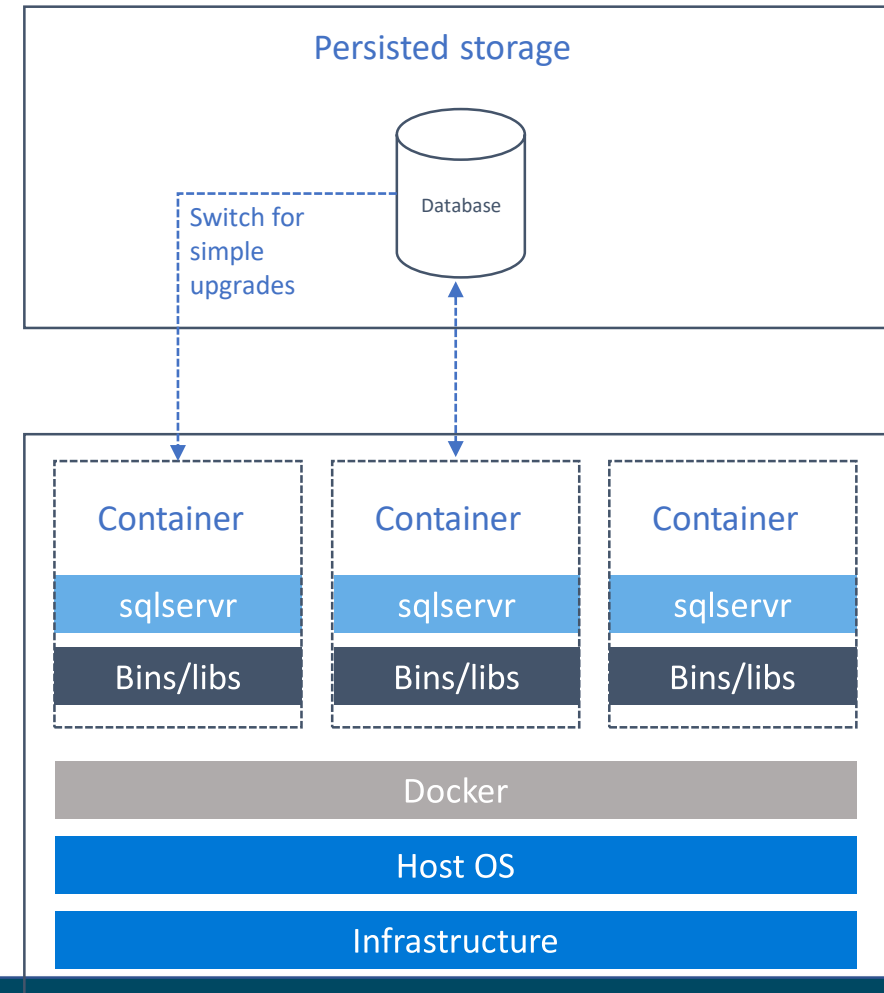 Persisted storage
Database
Switch for
simple
upgrades
Container
Container
Container
sqlservr
sqlservr
sqlservr
Bins/libs
Bins/libs
Bins/libs
Docker
Host OS
Infrastructure